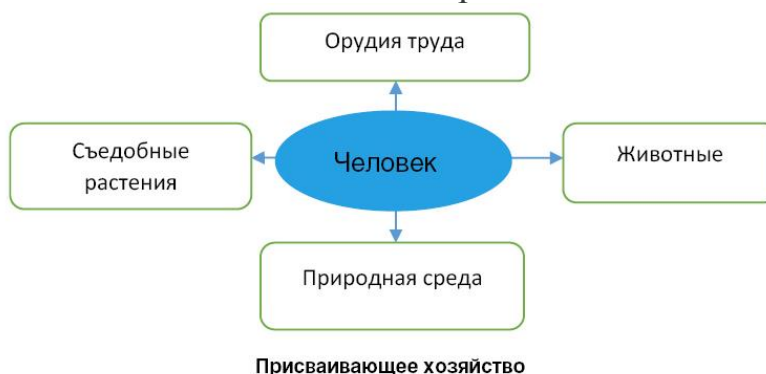 Орудия труда
Съедобные
растения
Человек
Животные
Природная среда
Присваивающее хозяйство